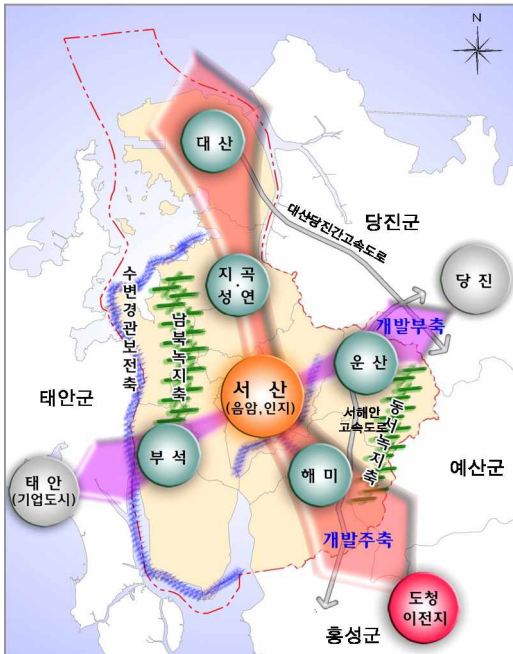 N
대산
대산당진간고속도로
당진군
당진
지곡
·
성연
개발부축
수변경관보전축
남북녹지축
운산
서산
(음암,인지)
서해안
고속도로
동서녹지축
태안군
부석
해미
예산군
태안
(기업도시)
개발주축
도청
이전지
홍성군